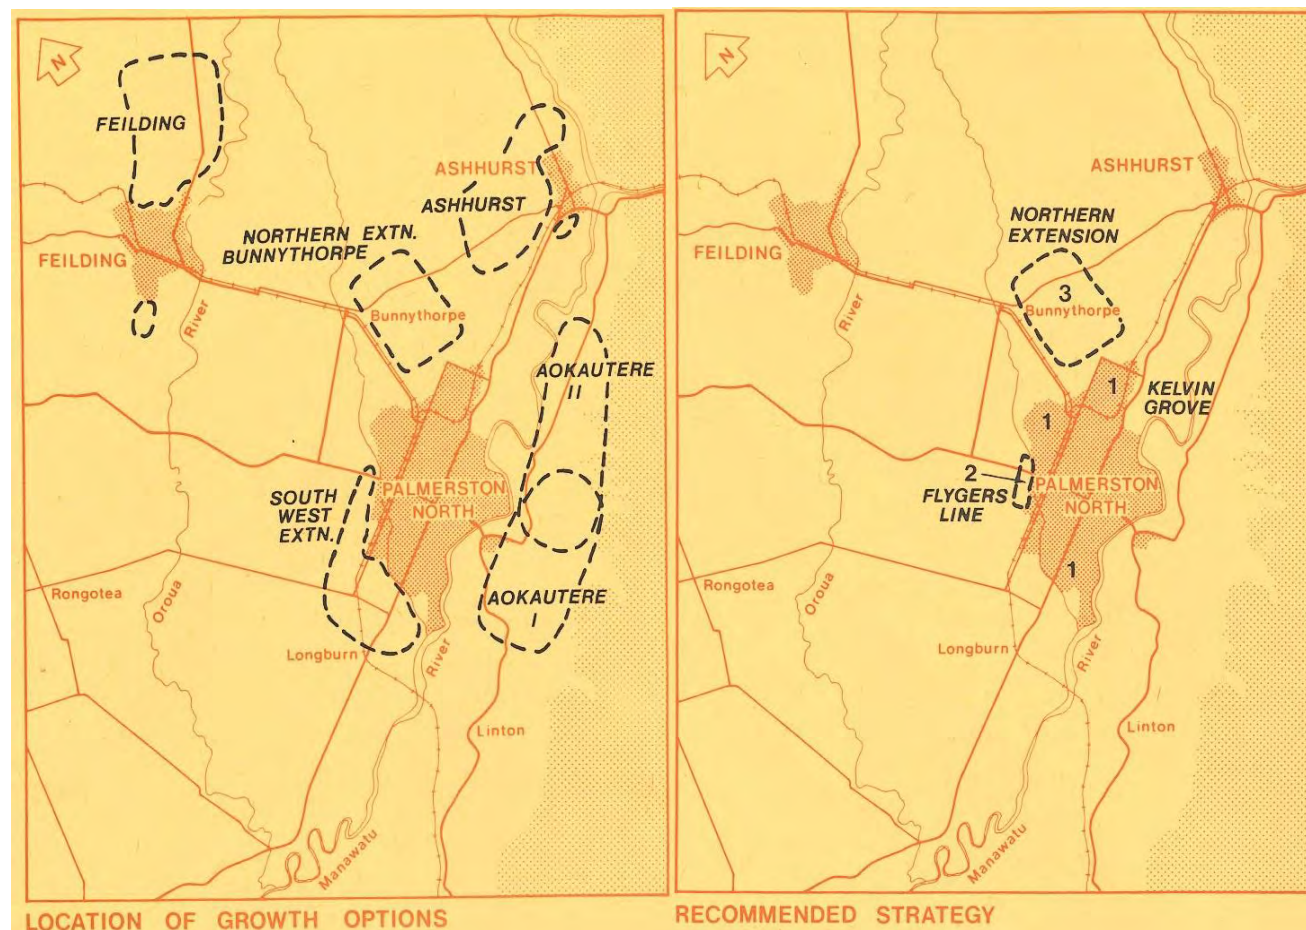 N
FEILDING
ASHHURST
ASHHURST
NORTHERN EXTN.
BUNNYTHORPE
FEILDING
River
Bunnythorpe
AOKAUTERE
II
SOUTH
WEST
EXTN.
PALMERSTON
NORTH
Rongotea
Oroua
AOKAUTERE
I
Longburn
River
Linton
Manawatu
LOCATION OF GROWTH OPTIONS
N
ASHHURST
NORTHERN
EXTENSION
FEILDING
3
Bunnythorpe
River
1
KELVIN
GROVE
1
2
FLYGERS
LINE
PALMERSTON
NORTH
Rongotea
Oroua
1
Longburn
River
Linton
Manawatu
RECOMMENDED STRATEGY